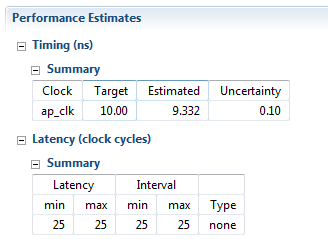 Performance Estimates
Timing (ns)
Summary
Clock Target Estimated Uncertainty
ap_clk 10.00 9.332 0.10
Latency (clock cycles)
Summary
Latency Interval
min max min max Type
25 25 25 25 none